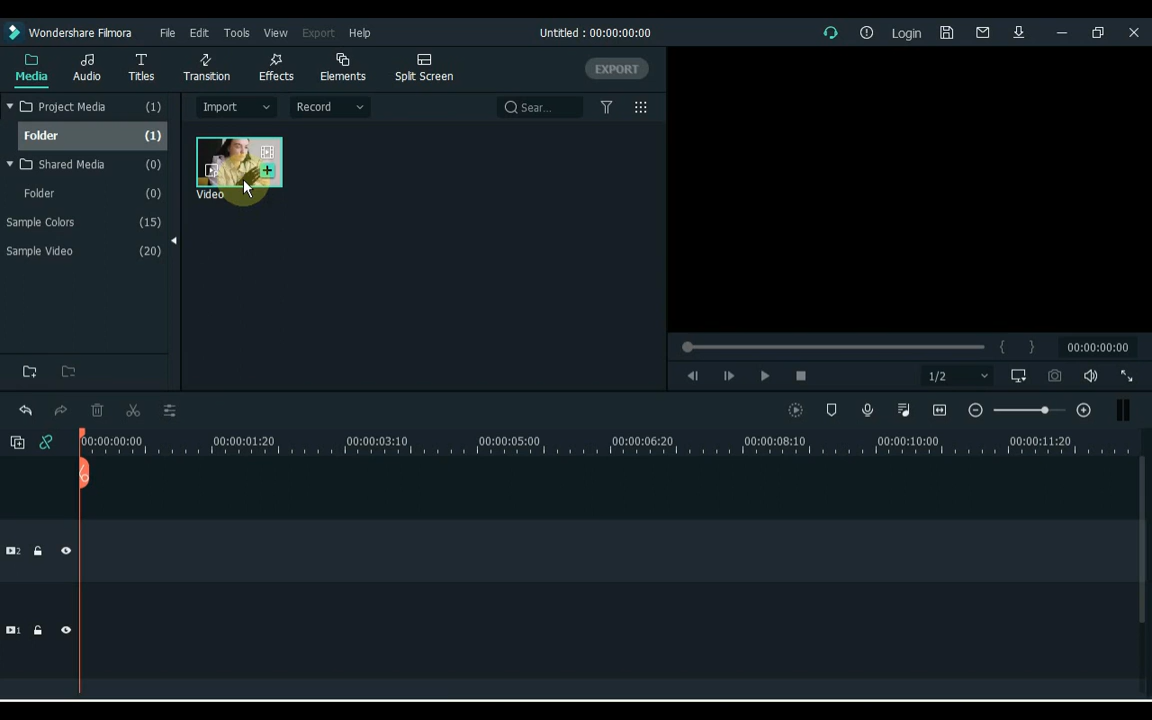 Wondershare Filmora File Edit Tools View Export Help Untitled : 00:00:00:00 Login
Media Audio Titles Transition Effects Elements Split Screen EXPORT
Project Media (1) Import Record Sear...
Folder (1)
Shared Media (0)
Folder (0)
Video
Sample Colors (15)
Sample Video (20)
{ } 00:00:00:00
1/2
00:00:00:00 00:00:01:20 00:00:03:10 00:00:05:00 00:00:06:20 00:00:08:10 00:00:10:00 00:00:11:20
2
1